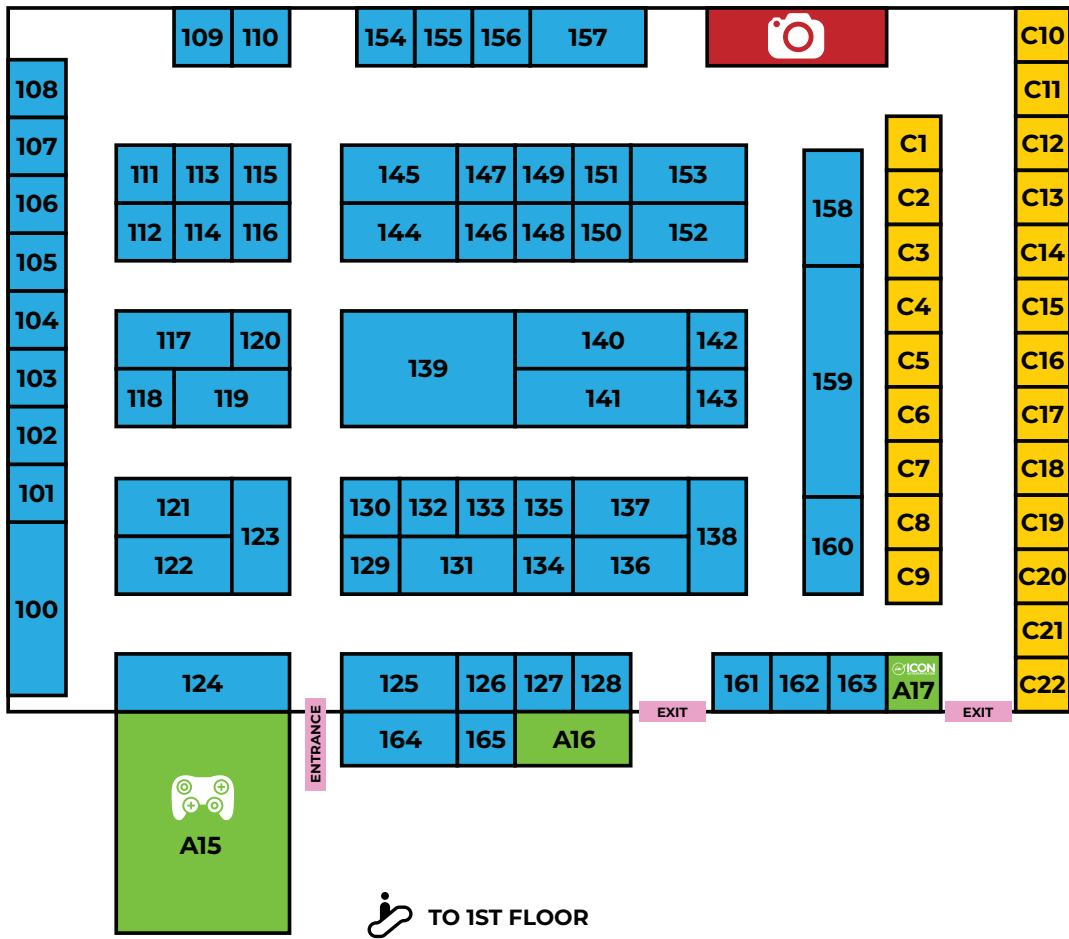 109 110 154 155 156 157 C10
108 C11
107 111 113 115 145 147 149 151 153 C1 C12
106 112 114 116 144 146 148 150 152 158 C2 C13
105 C3 C14
104 117 120 139 140 142 C4 C15
103 118 119 141 143 159 C5 C16
102 C6 C17
101 121 123 130 132 133 135 137 138 C7 C18
122 129 131 134 136 160 C8 C19
100 C9 C20
C21
124 125 126 127 128 161 162 163 ICON
A17 C22
ENTRANCE
EXIT
EXIT
164 165 A16
A15
TO 1ST FLOOR